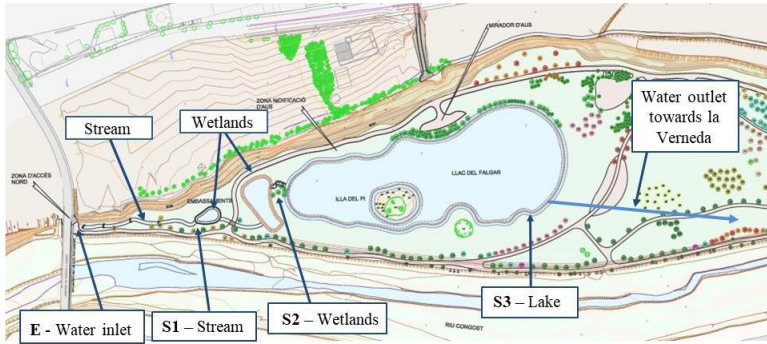 MIRADOR D'AUS
Water outlet
towards la
Verneda
ZONA NIDIFICACIÓ
D'AUS
Stream
Wetlands
ZONA D'ACCÉS
NORD
EMBASSAMENTS
ILLA DEL PI
LLAC DEL FALGAR
E - Water inlet
S1 – Stream
S2 – Wetlands
S3 – Lake
RIU CONGOST